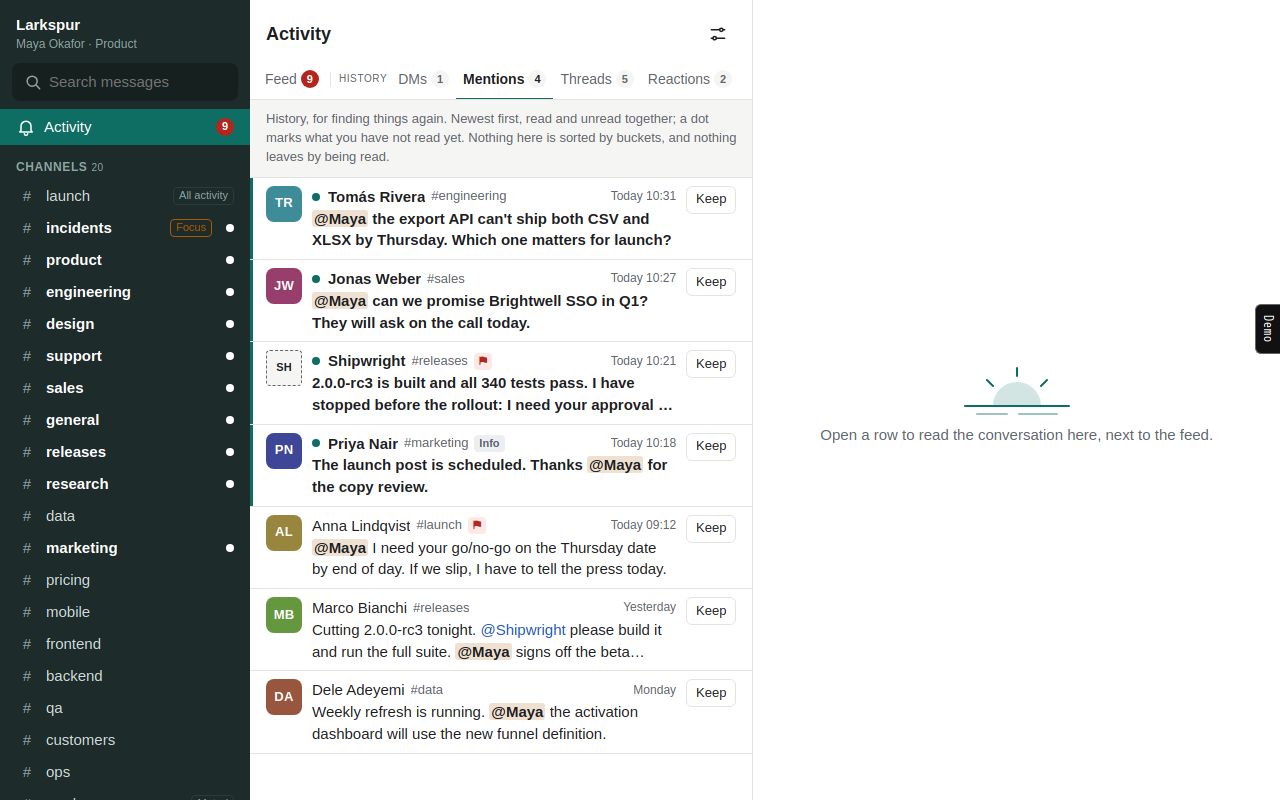 Larkspur
Maya Okafor · Product
Search messages
Activity 9
CHANNELS 20
# launch All activity
# incidents Focus
# product
# engineering
# design
# support
# sales
# general
# releases
# research
# data
# marketing
# pricing
# mobile
# frontend
# backend
# qa
# customers
# ops
Activity
Feed 9 HISTORY DMs 1 Mentions 4 Threads 5 Reactions 2
History, for finding things again. Newest first, read and unread together; a dot
marks what you have not read yet. Nothing here is sorted by buckets, and nothing
leaves by being read.
TR Tomás Rivera #engineering Today 10:31 Keep
@Maya the export API can't ship both CSV and
XLSX by Thursday. Which one matters for launch?
JW Jonas Weber #sales Today 10:27 Keep
@Maya can we promise Brightwell SSO in Q1?
They will ask on the call today.
SH Shipwright #releases Today 10:21 Keep
2.0.0-rc3 is built and all 340 tests pass. I have
stopped before the rollout: I need your approval …
PN Priya Nair #marketing Info Today 10:18 Keep
The launch post is scheduled. Thanks @Maya for
the copy review.
AL Anna Lindqvist #launch Today 09:12 Keep
@Maya I need your go/no-go on the Thursday date
by end of day. If we slip, I have to tell the press today.
MB Marco Bianchi #releases Yesterday Keep
Cutting 2.0.0-rc3 tonight. @Shipwright please build it
and run the full suite. @Maya signs off the beta…
DA Dele Adeyemi #data Monday Keep
Weekly refresh is running. @Maya the activation
dashboard will use the new funnel definition.
Open a row to read the conversation here, next to the feed.
Demo